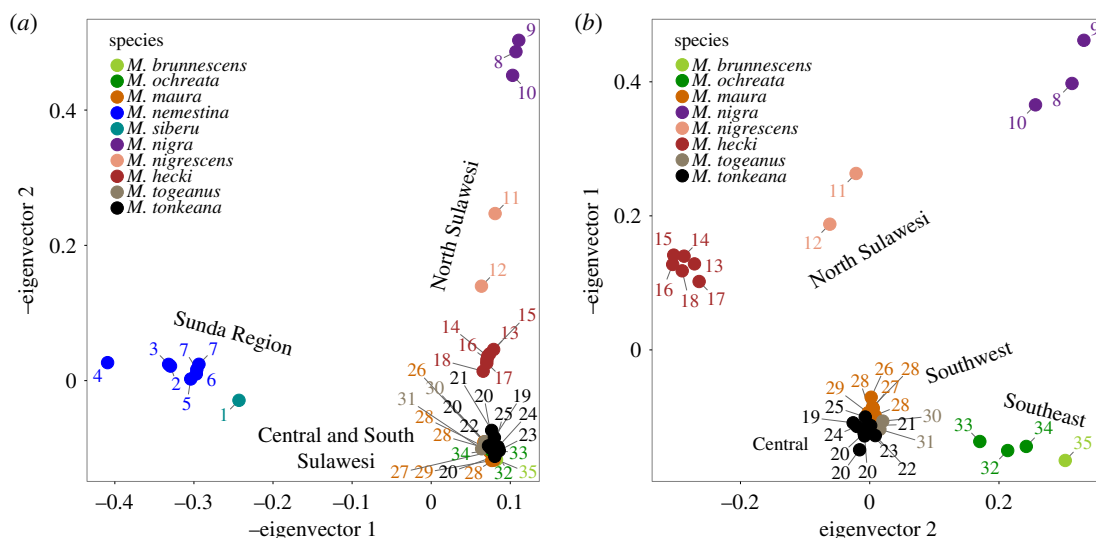 (a)
species
M. brunnescens
M. ochreata
M. maura
M. nemestina
M. siberu
M. nigra
M. nigrescens
M. hecki
M. togeanus
M. tonkeana
9
8
10
11
12
North Sulawesi
15
14
13
16
18
17
Sunda Region
3
7
7
4
2
5
6
1
26
21
30
20
19
31
20
25
24
28
22
23
28
Central and South
Sulawesi
34
33
27
29
20
28
32
35
0.4
0.2
0
–eigenvector 2
–0.4
–0.3
–0.2
–0.1
0
0.1
–eigenvector 1
(b)
species
M. brunnescens
M. ochreata
M. maura
M. nigra
M. nigrescens
M. hecki
M. togeanus
M. tonkeana
9
8
10
11
12
North Sulawesi
15
14
13
16
18
17
Southwest
28
26
28
29
27
28
25
30
19
21
24
31
Central
20
23
20
20
22
Southeast
33
34
32
35
0.4
0.2
0
–eigenvector 1
–0.2
0
0.2
eigenvector 2